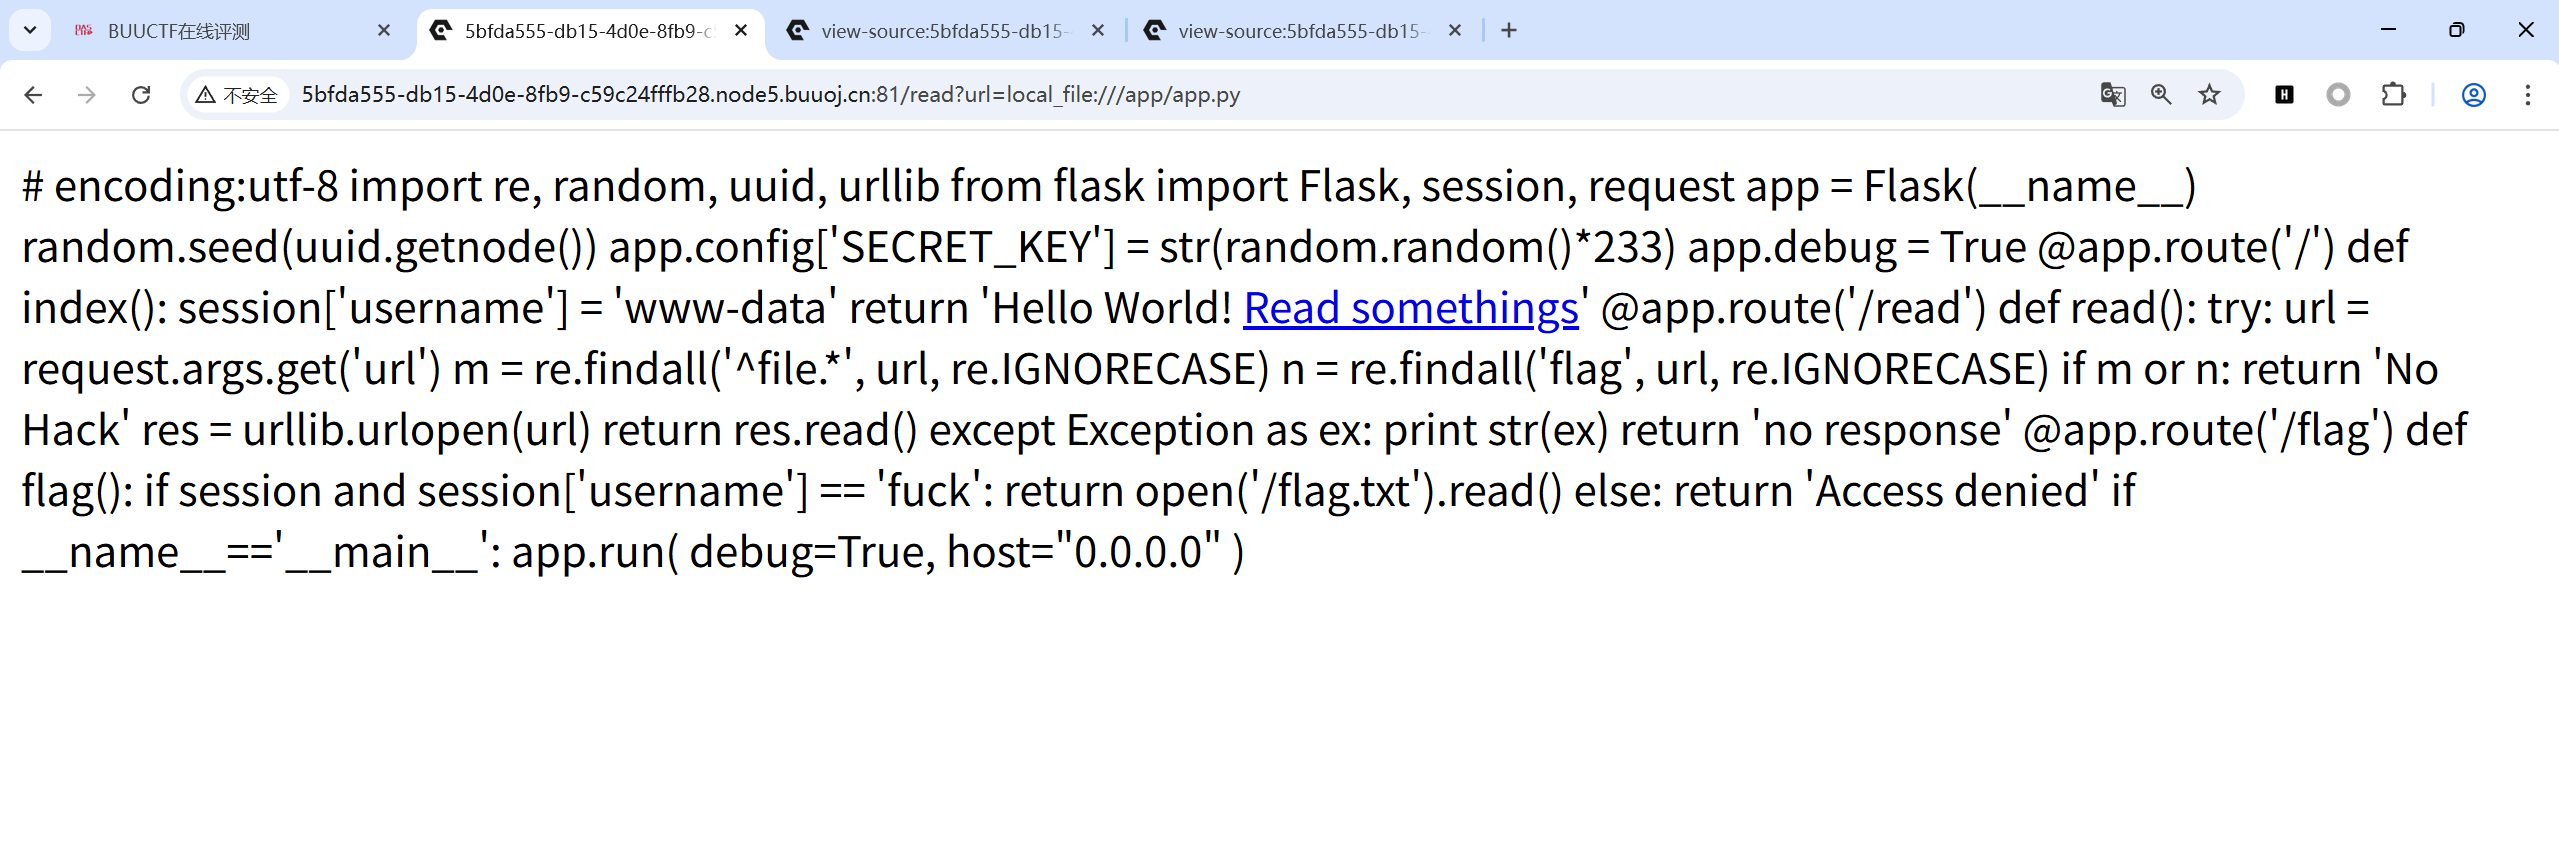 BUUCTF在线评测
5bfda555-db15-4d0e-8fb9-c
view-source:5bfda555-db15-
view-source:5bfda555-db15-
不安全
5bfda555-db15-4d0e-8fb9-c59c24fffb28.node5.buuoj.cn:81/read?url=local_file:///app/app.py
# encoding:utf-8 import re, random, uuid, urllib from flask import Flask, session, request app = Flask(__name__)
random.seed(uuid.getnode()) app.config['SECRET_KEY'] = str(random.random()*233) app.debug = True @app.route('/') def
index(): session['username'] = 'www-data' return 'Hello World! Read somethings' @app.route('/read') def read(): try: url =
request.args.get('url') m = re.findall('^file.*', url, re.IGNORECASE) n = re.findall('flag', url, re.IGNORECASE) if m or n: return 'No
Hack' res = urllib.urlopen(url) return res.read() except Exception as ex: print str(ex) return 'no response' @app.route('/flag') def
flag(): if session and session['username'] == 'fuck': return open('/flag.txt').read() else: return 'Access denied' if
__name__=='__main__': app.run( debug=True, host="0.0.0.0" )